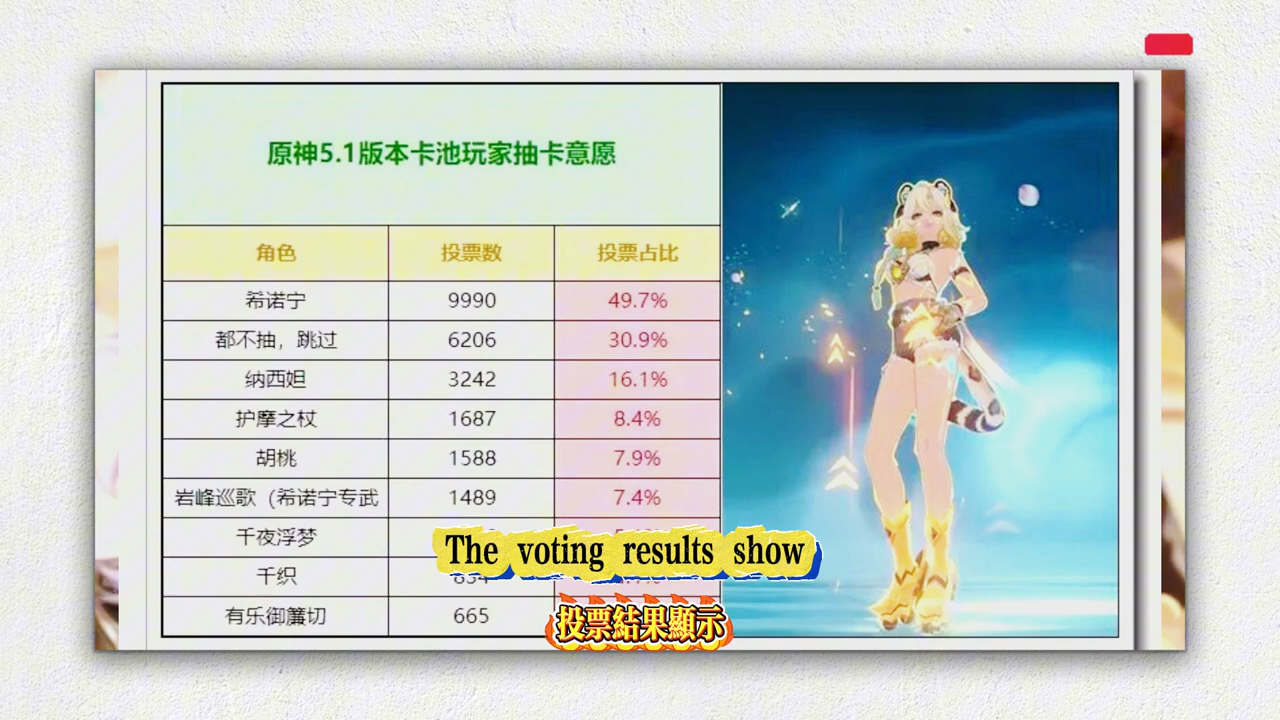 原神5.1版本卡池玩家抽卡意愿
角色 投票数 投票占比
希诺宁 9990 49.7%
都不抽，跳过 6206 30.9%
纳西妲 3242 16.1%
护摩之杖 1687 8.4%
胡桃 1588 7.9%
岩峰巡歌（希诺宁专武 1489 7.4%
千夜浮梦
The voting results show
千织
有乐御簾切 665
投票結果顯示